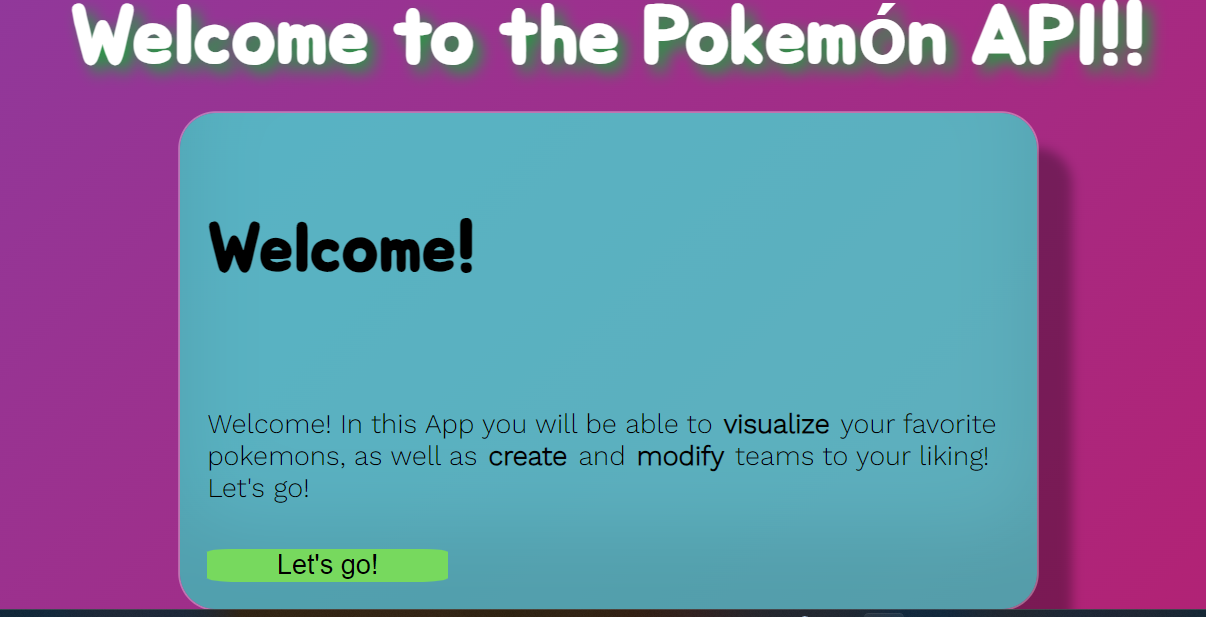 Welcome to the Pokemón API!!
Welcome!
Welcome! In this App you will be able to visualize your favorite
pokemons, as well as create and modify teams to your liking!
Let's go!
Let's go!